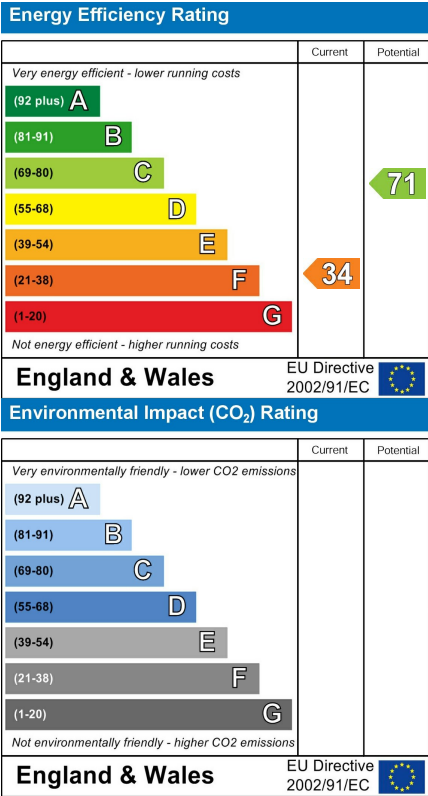 Energy Efficiency Rating
Current Potential
Very energy efficient - lower running costs
(92 plus) A
(81-91) B
(69-80) C
71
(55-68) D
(39-54) E
(21-38) F
34
(1-20) G
Not energy efficient - higher running costs
England & Wales
EU Directive
2002/91/EC
Environmental Impact (CO₂) Rating
Current Potential
Very environmentally friendly - lower CO2 emissions
(92 plus) A
(81-91) B
(69-80) C
(55-68) D
(39-54) E
(21-38) F
(1-20) G
Not environmentally friendly - higher CO2 emissions
England & Wales
EU Directive
2002/91/EC